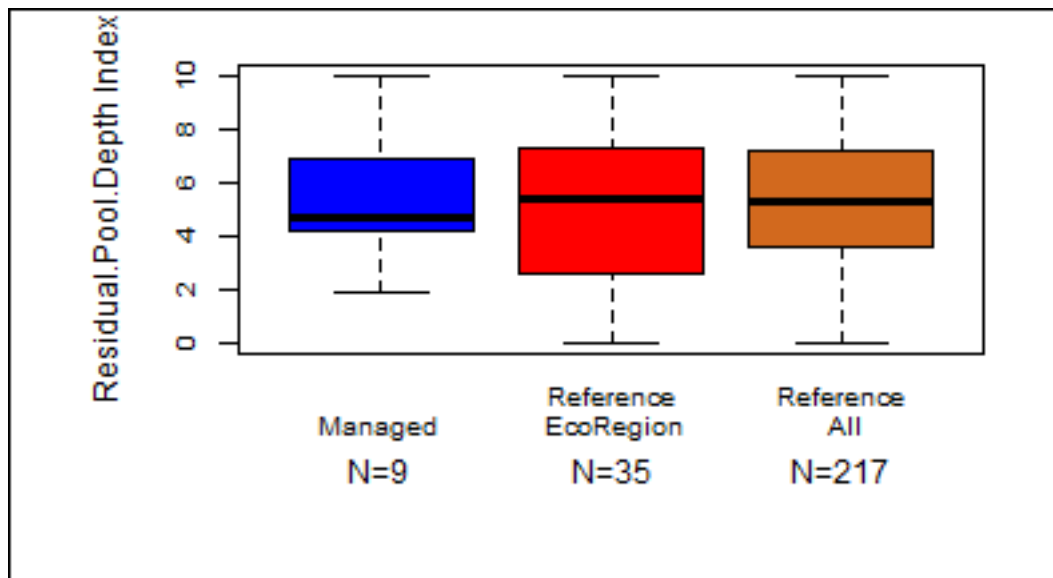 Residual.Pool.Depth Index
10
8
6
4
2
0
Reference
Reference
Managed
EcoRegion
All
N=9
N=35
N=217